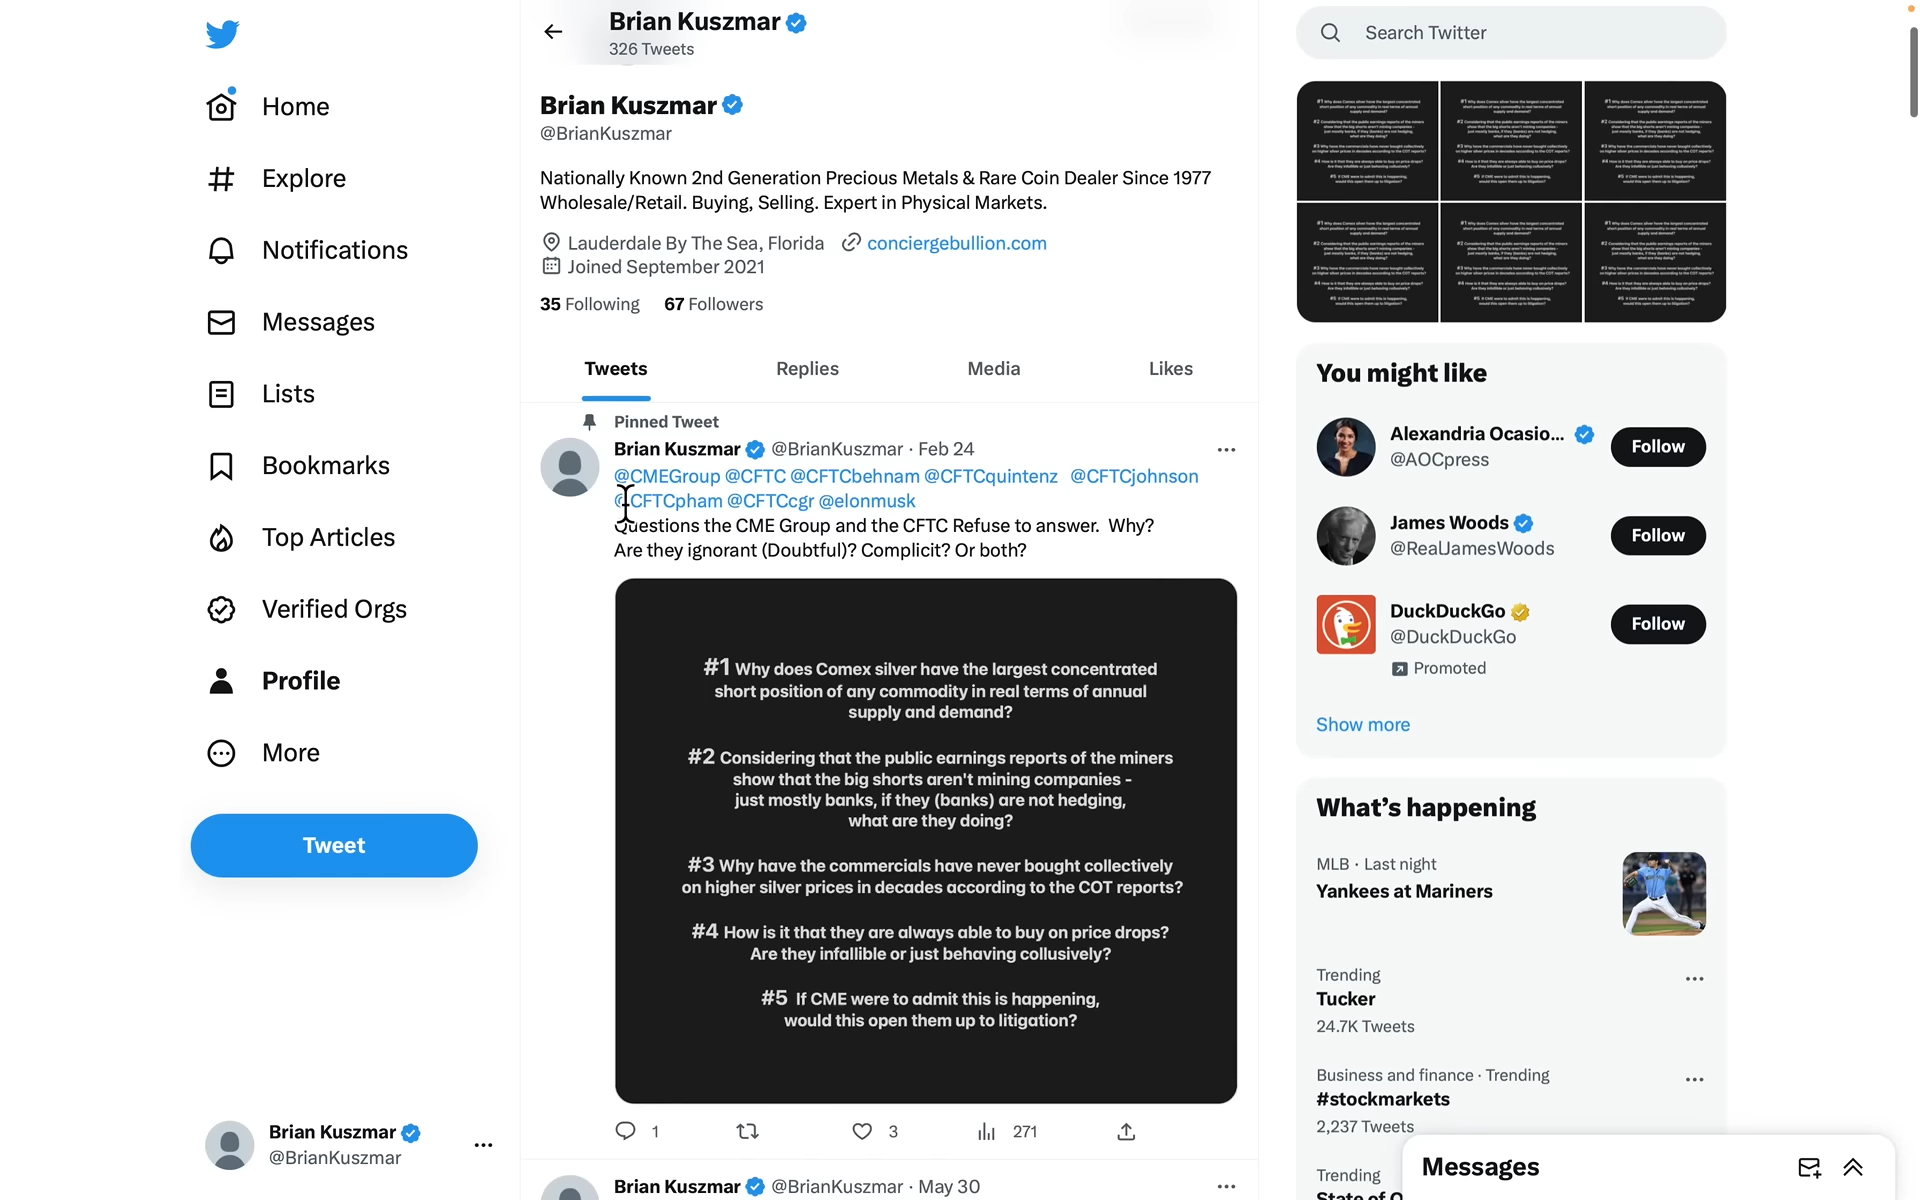 Home
Explore
Notifications
Messages
Lists
Bookmarks
Top Articles
Verified Orgs
Profile
More
Tweet
Brian Kuszmar
@BrianKuszmar
Brian Kuszmar
326 Tweets
Brian Kuszmar
@BrianKuszmar
Nationally Known 2nd Generation Precious Metals & Rare Coin Dealer Since 1977
Wholesale/Retail. Buying, Selling. Expert in Physical Markets.
Lauderdale By The Sea, Florida conciergebullion.com
Joined September 2021
35 Following 67 Followers
Tweets Replies Media Likes
Pinned Tweet
Brian Kuszmar @BrianKuszmar · Feb 24
@CMEGroup @CFTC @CFTCbehnam @CFTCquintenz @CFTCjohnson
@CFTCpham @CFTCcgr @elonmusk
Questions the CME Group and the CFTC Refuse to answer. Why?
Are they ignorant (Doubtful)? Complicit? Or both?
#1 Why does Comex silver have the largest concentrated
short position of any commodity in real terms of annual
supply and demand?
#2 Considering that the public earnings reports of the miners
show that the big shorts aren't mining companies -
just mostly banks, if they (banks) are not hedging,
what are they doing?
#3 Why have the commercials have never bought collectively
on higher silver prices in decades according to the COT reports?
#4 How is it that they are always able to buy on price drops?
Are they infallible or just behaving collusively?
#5 If CME were to admit this is happening,
would this open them up to litigation?
1 3 271
Brian Kuszmar @BrianKuszmar · May 30
Search Twitter
You might like
Alexandria Ocasio...
@AOCpress
Follow
James Woods
@RealJamesWoods
Follow
DuckDuckGo
@DuckDuckGo
Follow
Promoted
Show more
What's happening
MLB · Last night
Yankees at Mariners
Trending
Tucker
24.7K Tweets
Business and finance · Trending
#stockmarkets
2,237 Tweets
Trending
State of
Messages